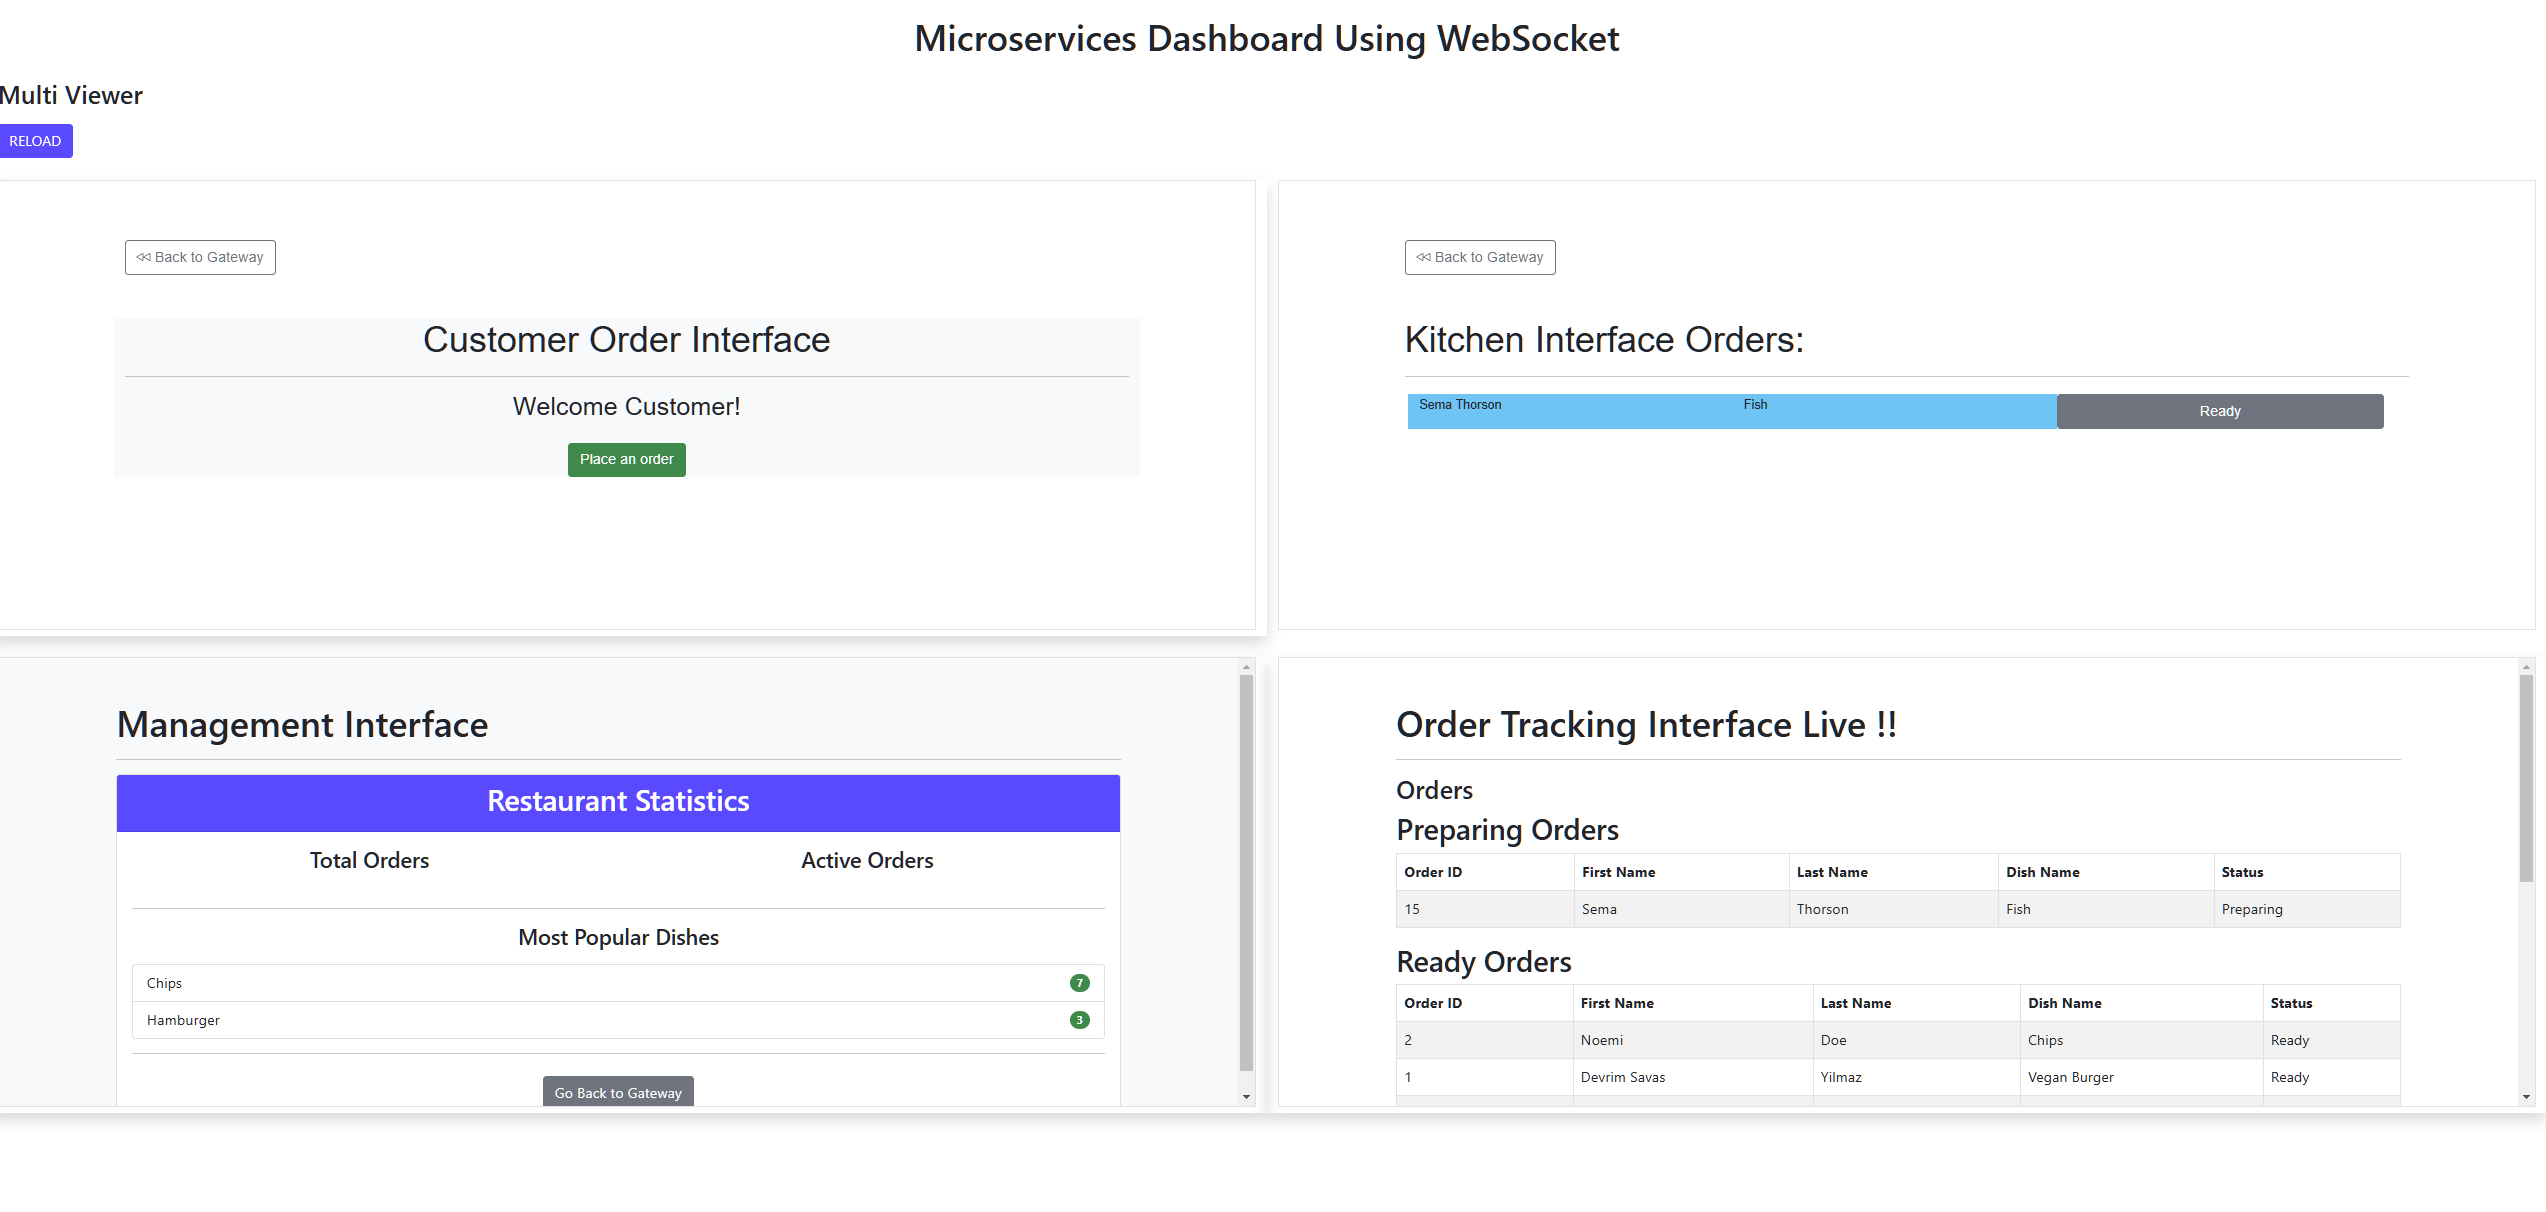 Microservices Dashboard Using WebSocket
Multi Viewer
RELOAD
Back to Gateway
Customer Order Interface
Welcome Customer!
Place an order
Back to Gateway
Kitchen Interface Orders:
Sema Thorson Fish Ready
Management Interface
Restaurant Statistics
Total Orders Active Orders
Most Popular Dishes
Chips 7
Hamburger 3
Go Back to Gateway
Order Tracking Interface Live !!
Orders
Preparing Orders
Order ID First Name Last Name Dish Name Status
15 Sema Thorson Fish Preparing
Ready Orders
Order ID First Name Last Name Dish Name Status
2 Noemi Doe Chips Ready
1 Devrim Savas Yilmaz Vegan Burger Ready